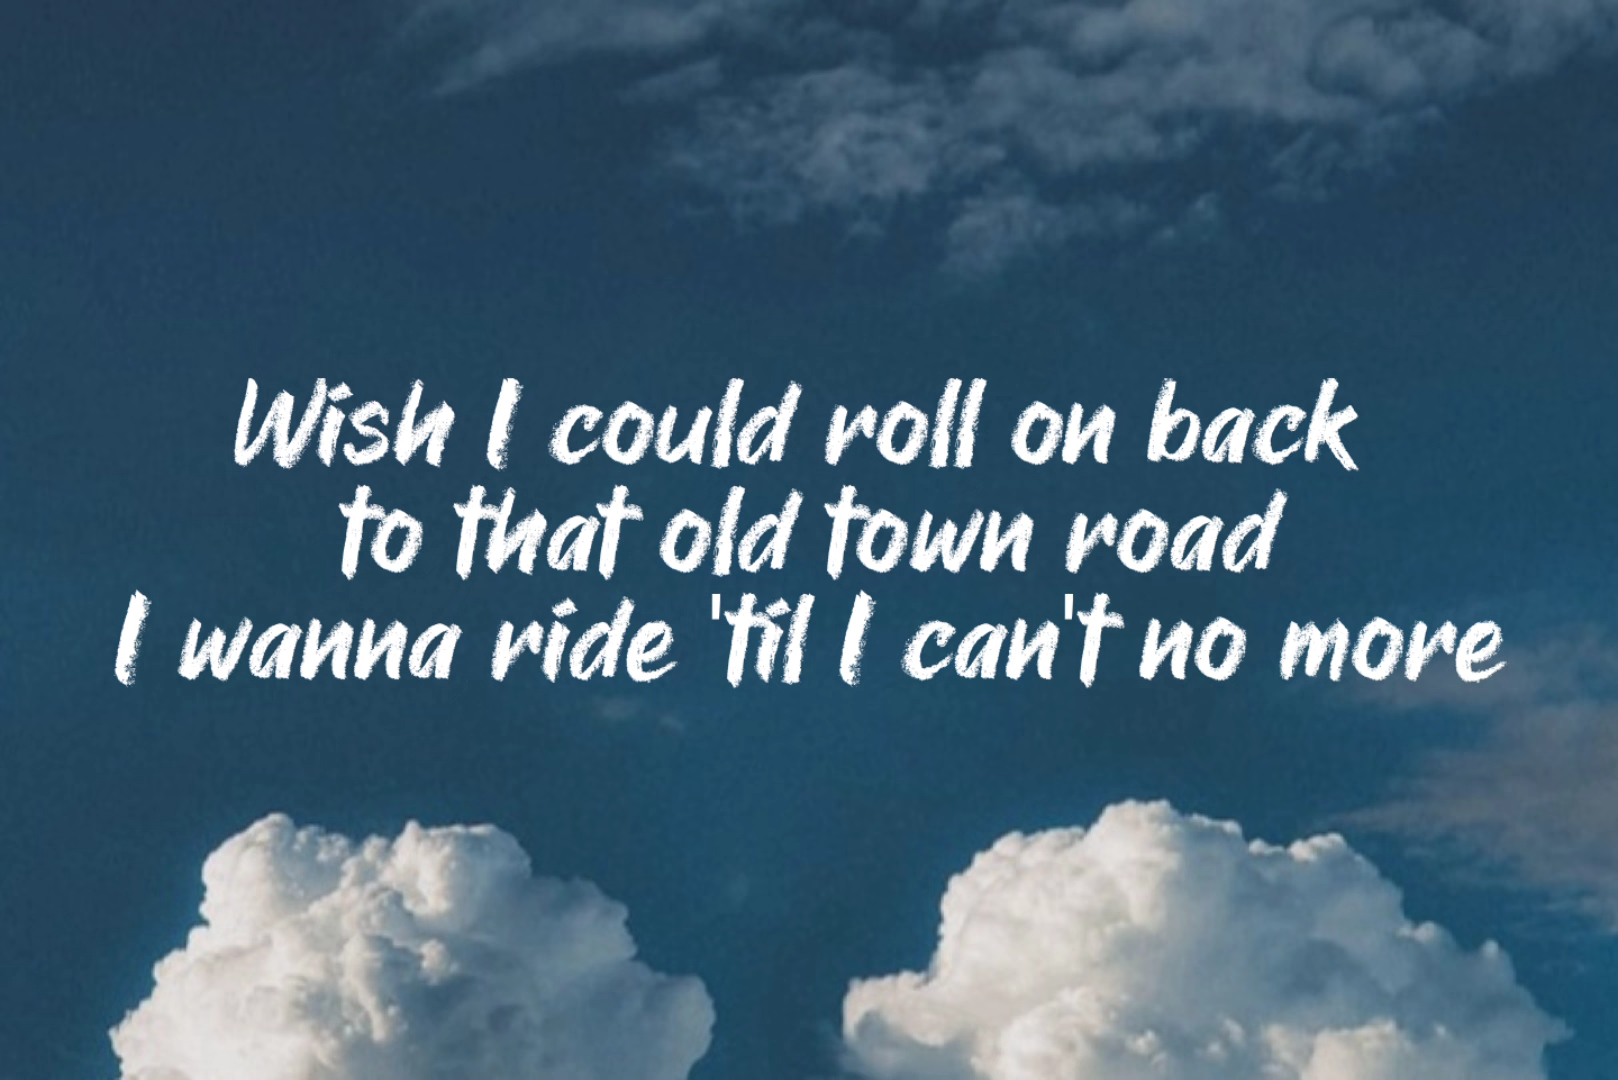 Wish I could roll on back
to that old town road
I wanna ride 'til I can't no more